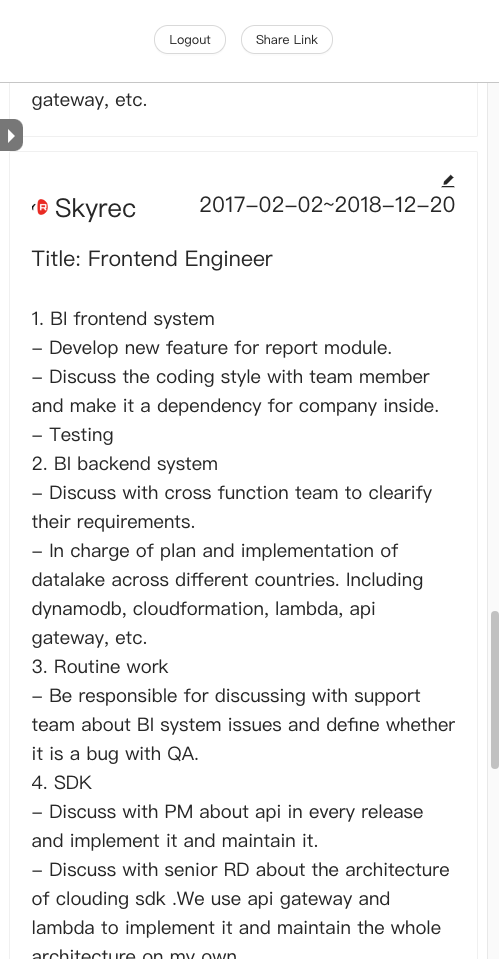 Logout Share Link
gateway, etc.
Skyrec 2017-02-02~2018-12-20
Title: Frontend Engineer
1. BI frontend system
- Develop new feature for report module.
- Discuss the coding style with team member
and make it a dependency for company inside.
- Testing
2. BI backend system
- Discuss with cross function team to clearify
their requirements.
- In charge of plan and implementation of
datalake across different countries. Including
dynamodb, cloudformation, lambda, api
gateway, etc.
3. Routine work
- Be responsible for discussing with support
team about BI system issues and define whether
it is a bug with QA.
4. SDK
- Discuss with PM about api in every release
and implement it and maintain it.
- Discuss with senior RD about the architecture
of clouding sdk .We use api gateway and
lambda to implement it and maintain the whole
architecture on my own